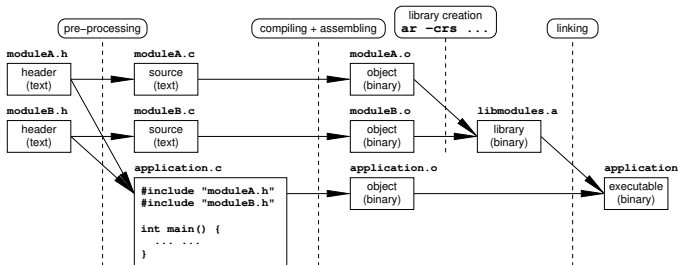 library creation
ar -crs ...
pre-processing
compiling + assembling
linking
moduleA.h
moduleA.c
moduleA.o
header
(text)
source
(text)
object
(binary)
moduleB.h
moduleB.c
moduleB.o
libmodules.a
header
(text)
source
(text)
object
(binary)
library
(binary)
application.c
application.o
application
#include "moduleA.h"
#include "moduleB.h"
int main() {
... ...
}
object
(binary)
executable
(binary)